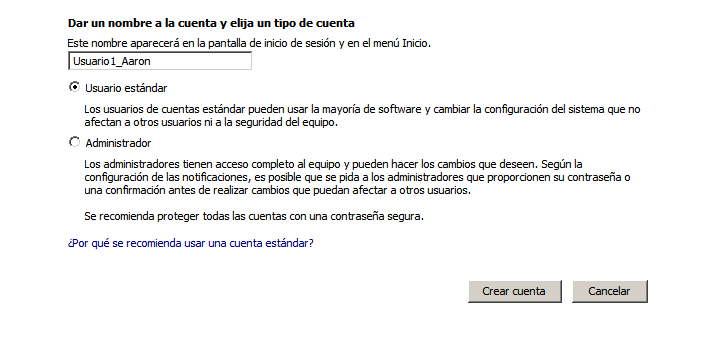 Dar un nombre a la cuenta y elija un tipo de cuenta
Este nombre aparecerá en la pantalla de inicio de sesión y en el menú Inicio.
Usuario1_Aaron
Usuario estándar
Los usuarios de cuentas estándar pueden usar la mayoría de software y cambiar la configuración del sistema que no
afectan a otros usuarios ni a la seguridad del equipo.
Administrador
Los administradores tienen acceso completo al equipo y pueden hacer los cambios que deseen. Según la
configuración de las notificaciones, es posible que se pida a los administradores que proporcionen su contraseña o
una confirmación antes de realizar cambios que puedan afectar a otros usuarios.
Se recomienda proteger todas las cuentas con una contraseña segura.
¿Por qué se recomienda usar una cuenta estándar?
Crear cuenta
Cancelar